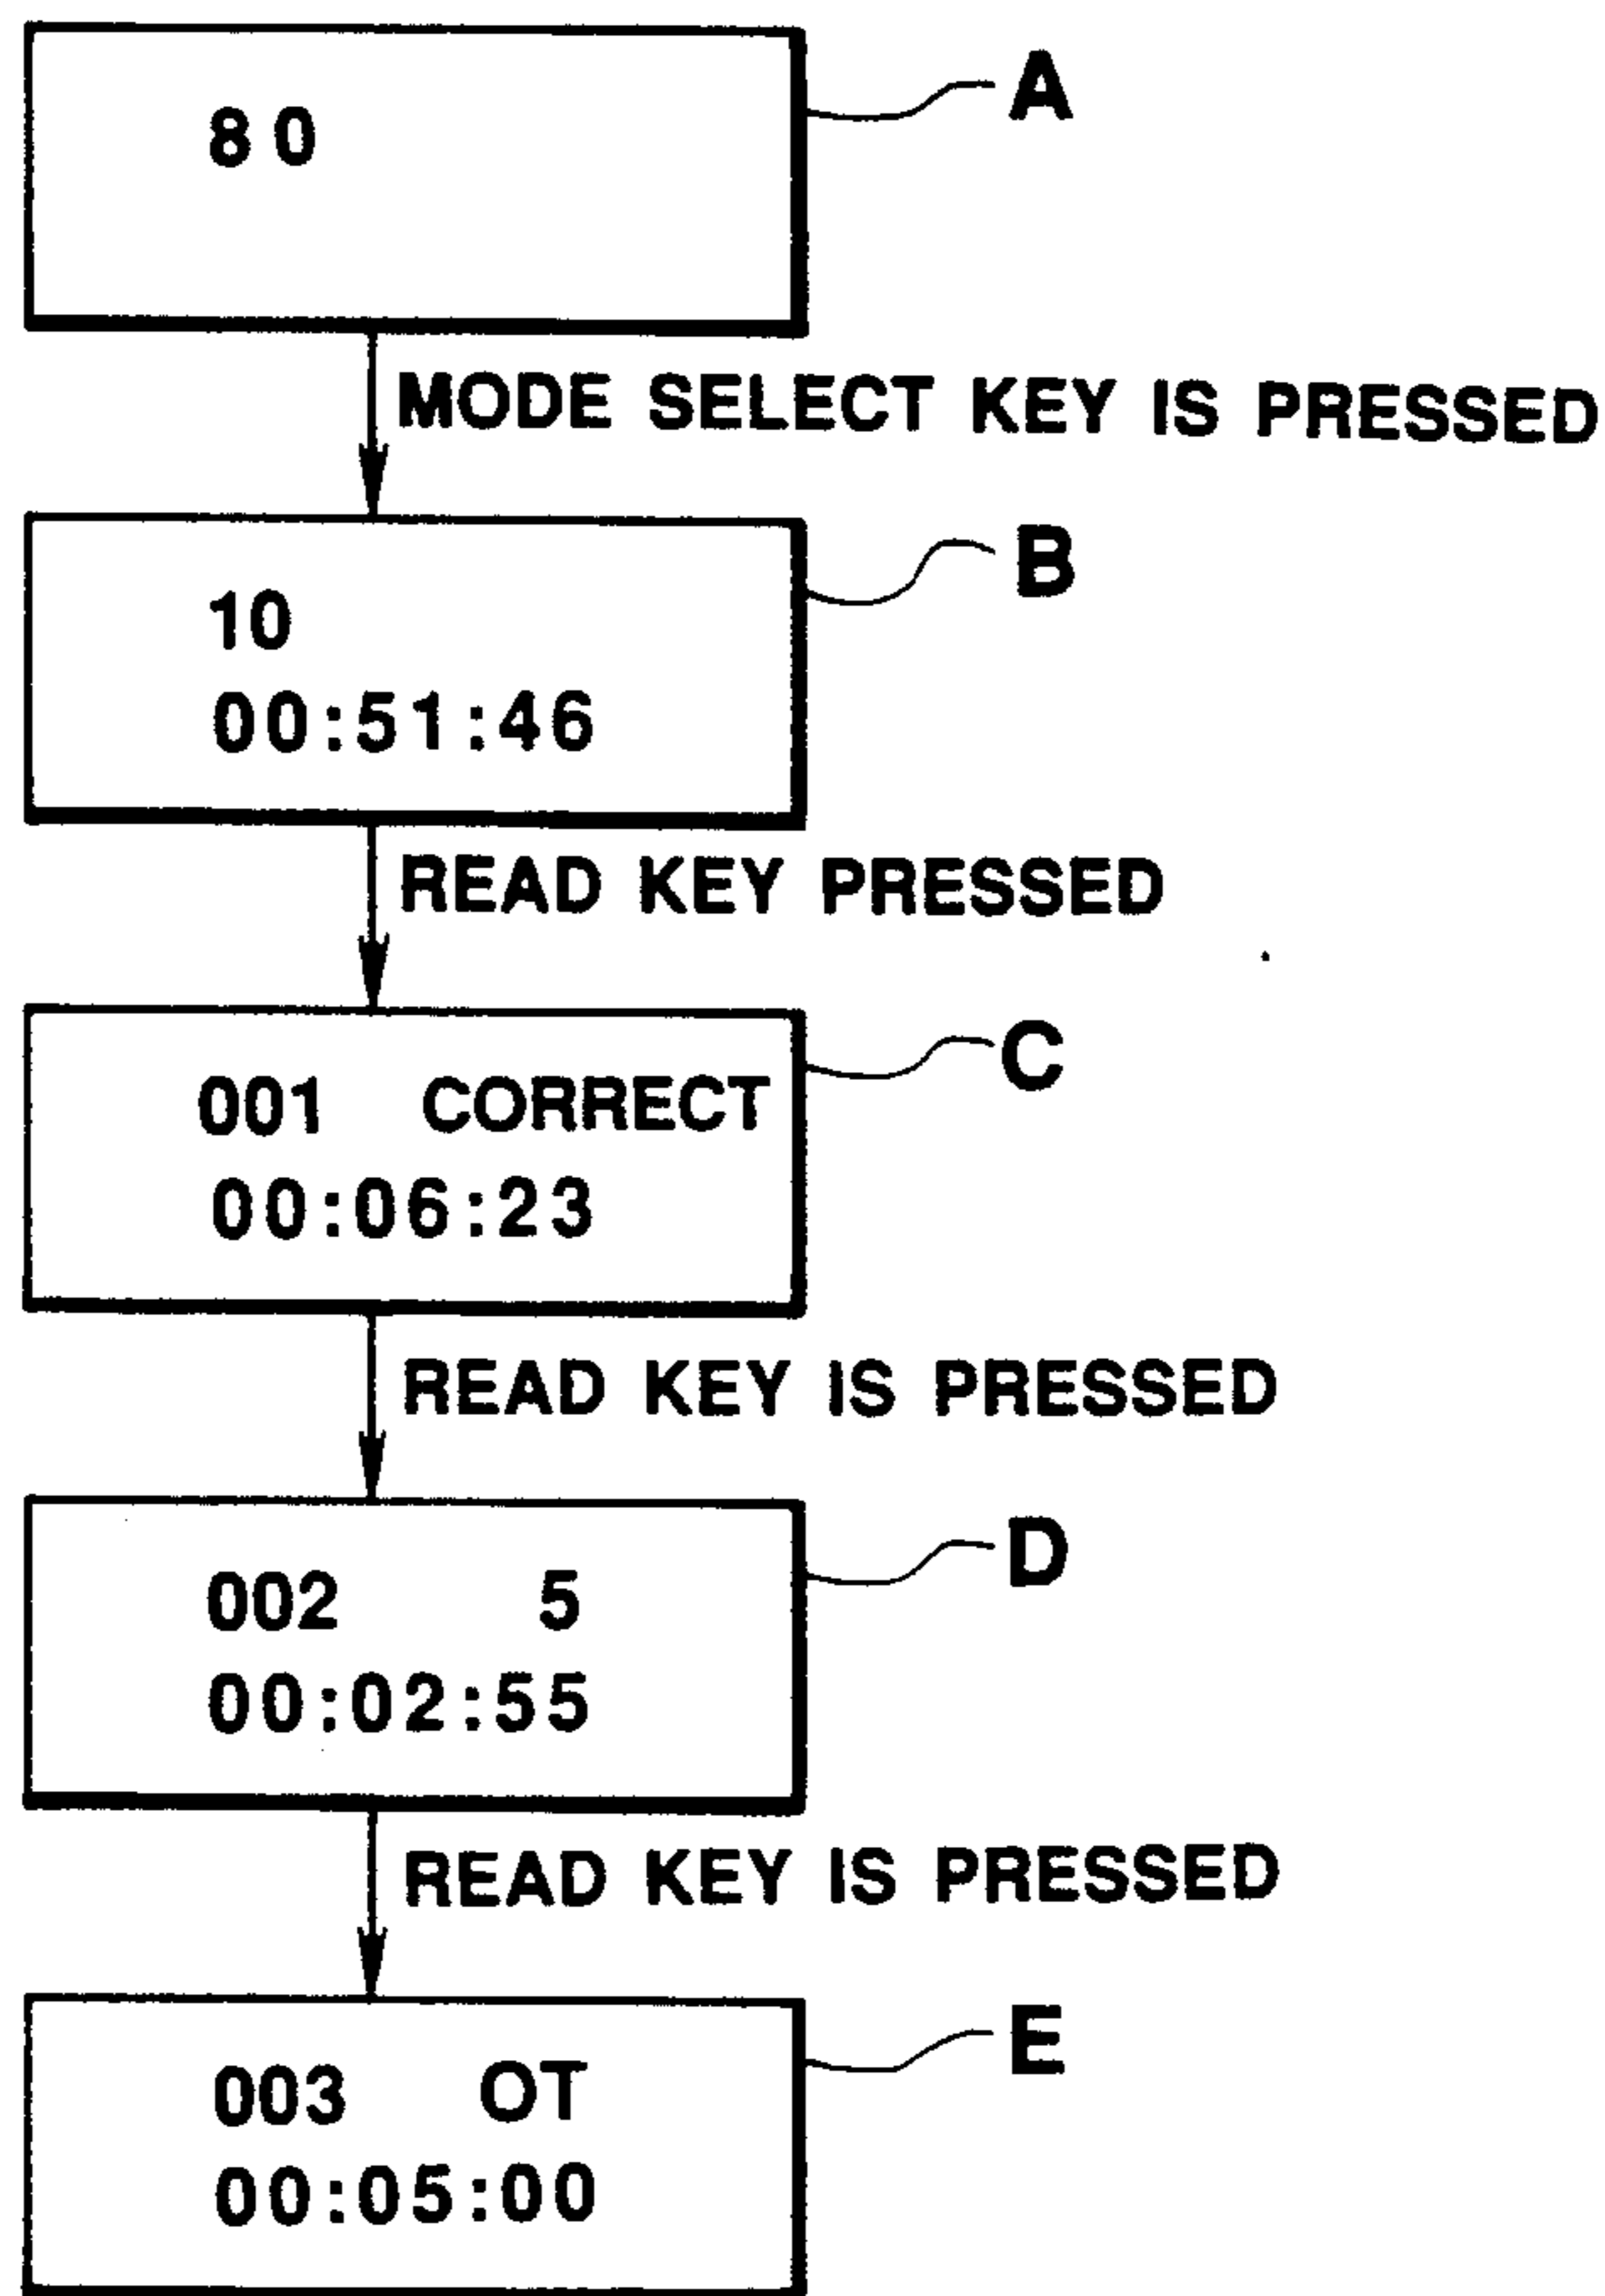 80
A
MODE SELECT KEY IS PRESSED
B
10
00:51:46
READ KEY PRESSED
C
001 CORRECT
00:06:23
READ KEY IS PRESSED
D
002 5
00:02:55
READ KEY IS PRESSED
E
003 OT
00:05:00